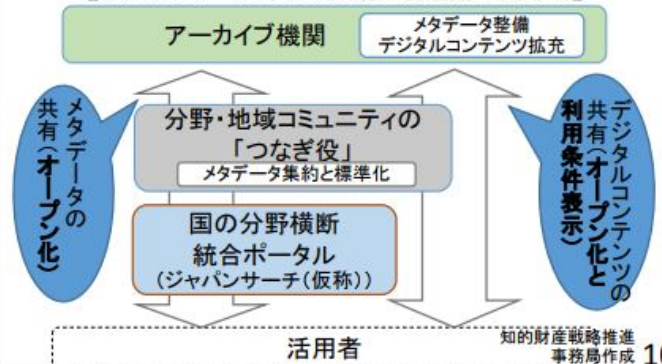 アーカイブ機関
メタデータ整備
デジタルコンテンツ拡充
メタデータの
共有(オープン化)
分野・地域コミュニティの
「つなぎ役」
メタデータ集約と標準化
国の分野横断
統合ポータル
(ジャパンサーチ(仮称))
デジタルコンテンツの
共有(オープン化と
利用条件表示)
活用者
知的財産戦略推進
事務局作成